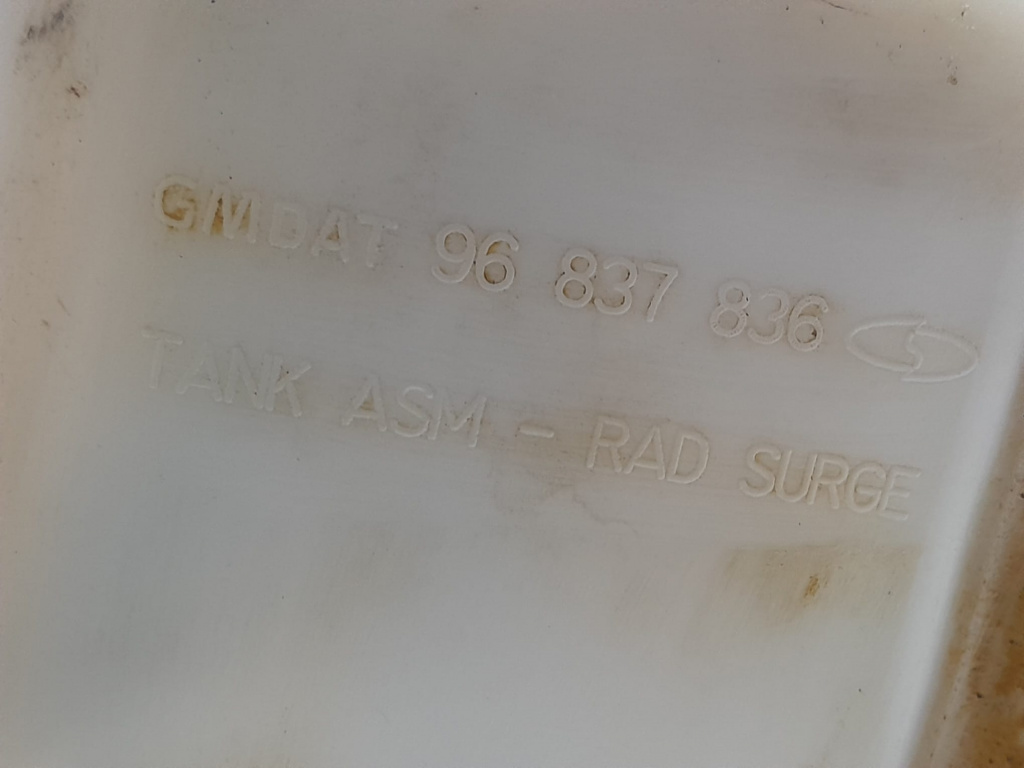 GMDAT 96 837 836
TANK ASM - RAD SURGE